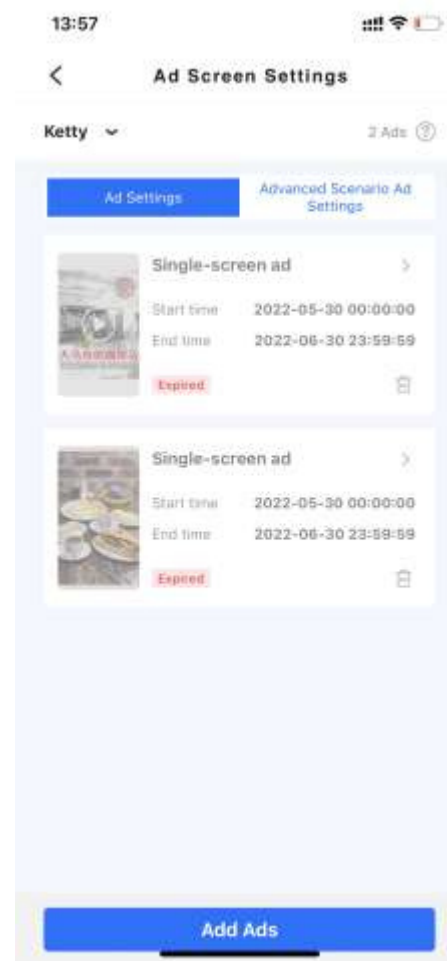 13:57
Ad Screen Settings
Ketty
2 Ads
Ad Settings
Advanced Scenario Ad
Settings
Single-screen ad
Start time 2022-05-30 00:00:00
End time 2022-06-30 23:59:59
Expired
Single-screen ad
Start time 2022-05-30 00:00:00
End time 2022-06-30 23:59:59
Expired
Add Ads